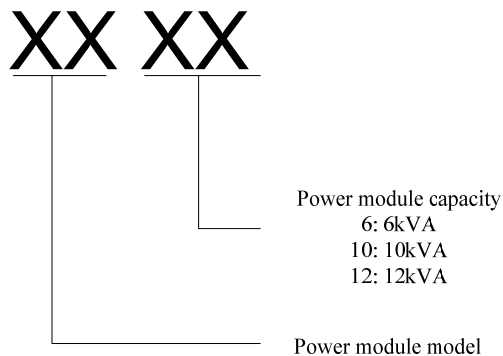 XX XX
Power module capacity
6: 6kVA
10: 10kVA
12: 12kVA
Power module model